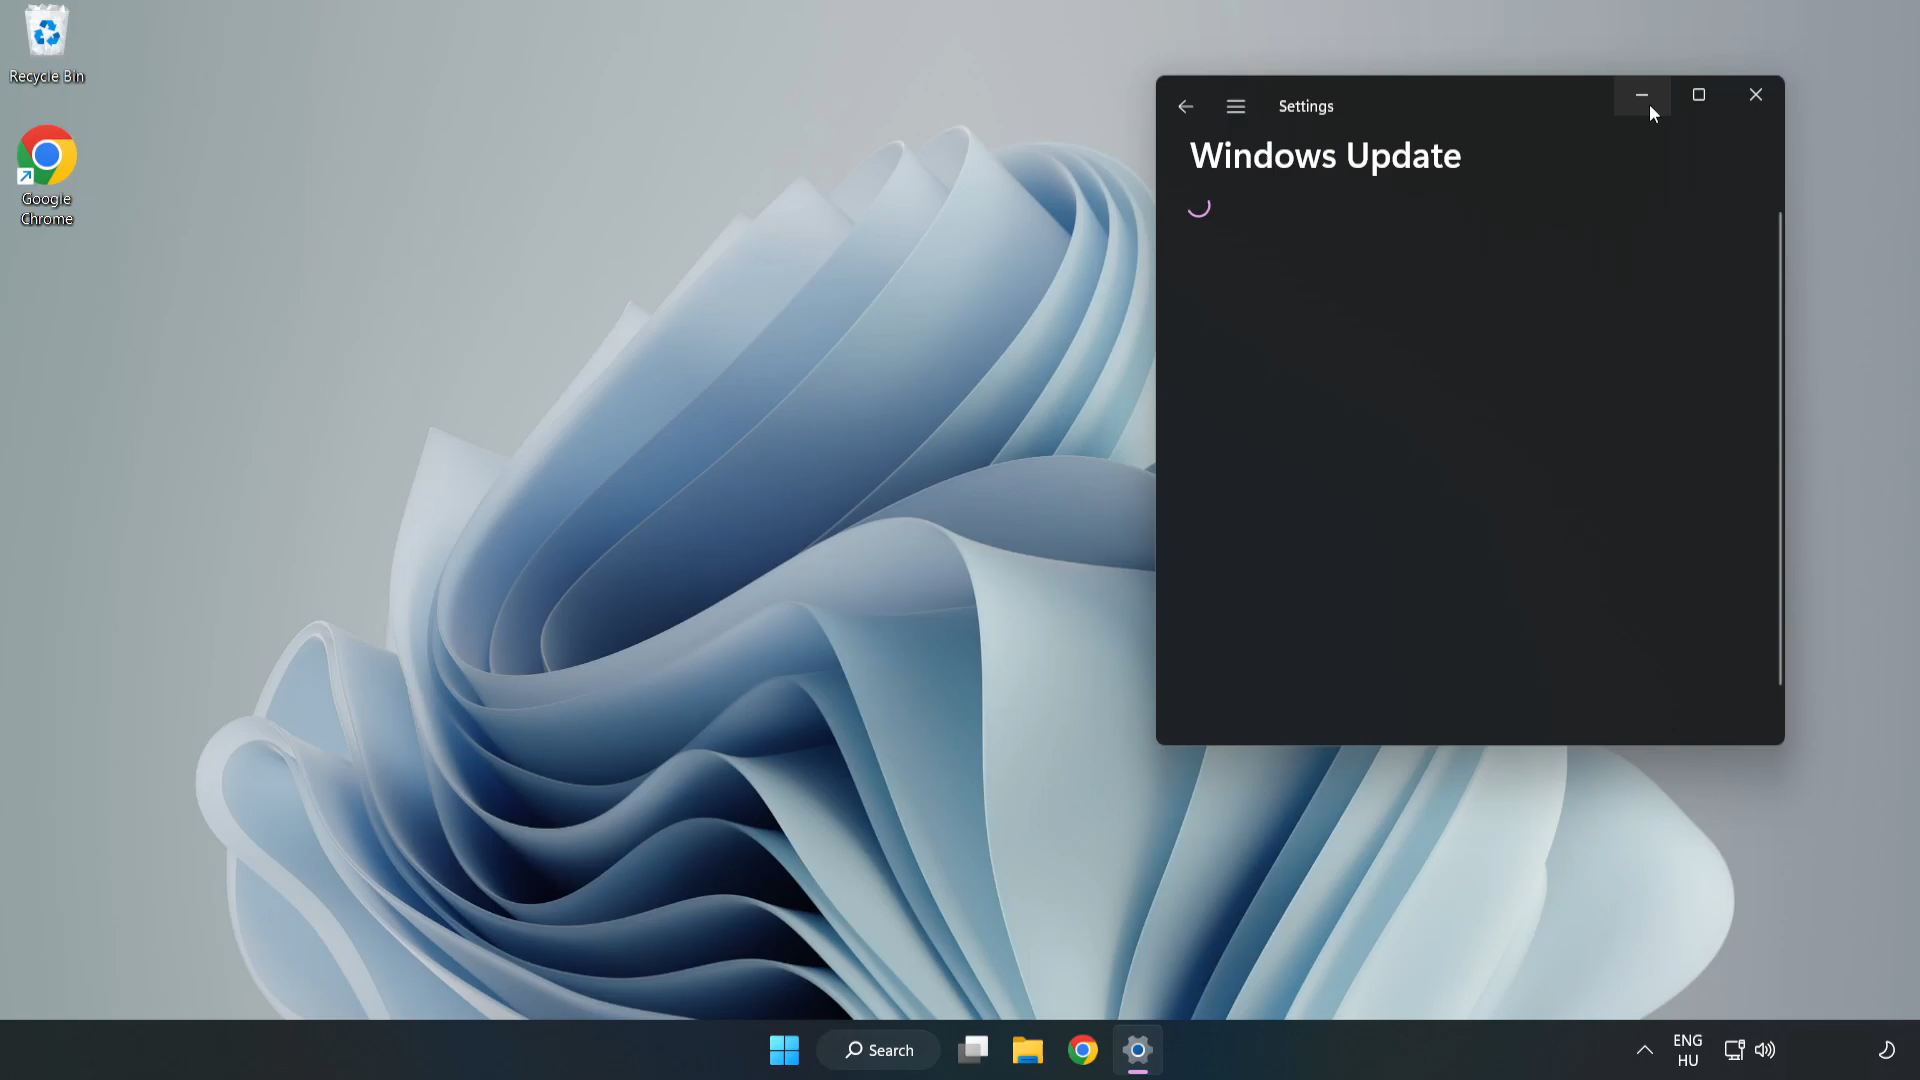 Recycle Bin
Google
Chrome
Settings
Windows Update
Search
ENG
HU